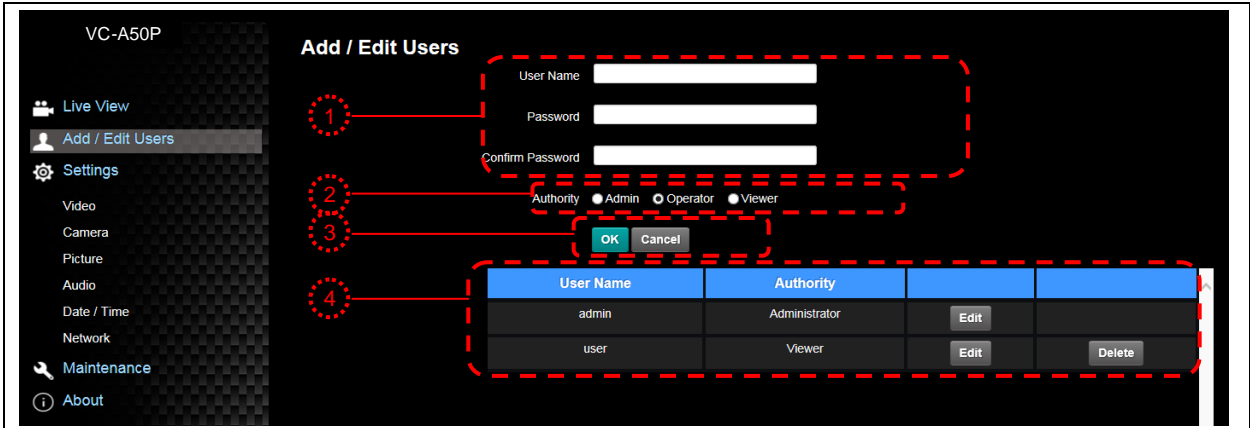 VC-A50P
Add / Edit Users
User Name
Live View
1
Password
Add / Edit Users
Confirm Password
Settings
2
Authority Admin Operator Viewer
Video
3
OK Cancel
Camera
Picture
User Name Authority
Audio
4
admin Administrator Edit
Date / Time
Network
user Viewer Edit Delete
Maintenance
About